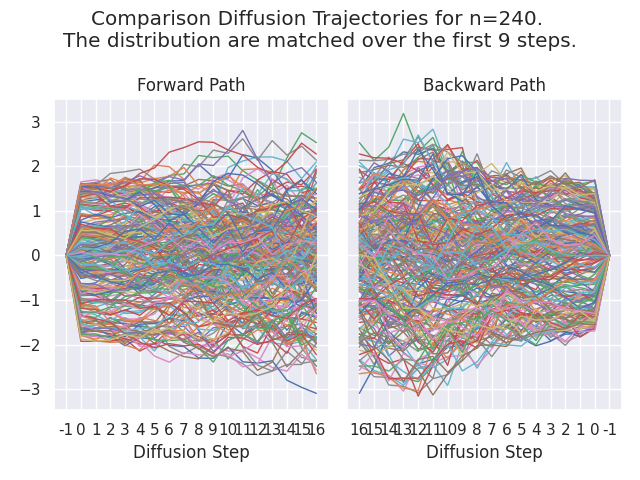 Comparison Diffusion Trajectories for n=240.
The distribution are matched over the first 9 steps.
Forward Path
Backward Path
3
2
1
0
−1
−2
−3
-1 0 1 2 3 4 5 6 7 8 9 10 11 12 13 14 15 16
16 15 14 13 12 11 10 9 8 7 6 5 4 3 2 1 0 -1
Diffusion Step
Diffusion Step